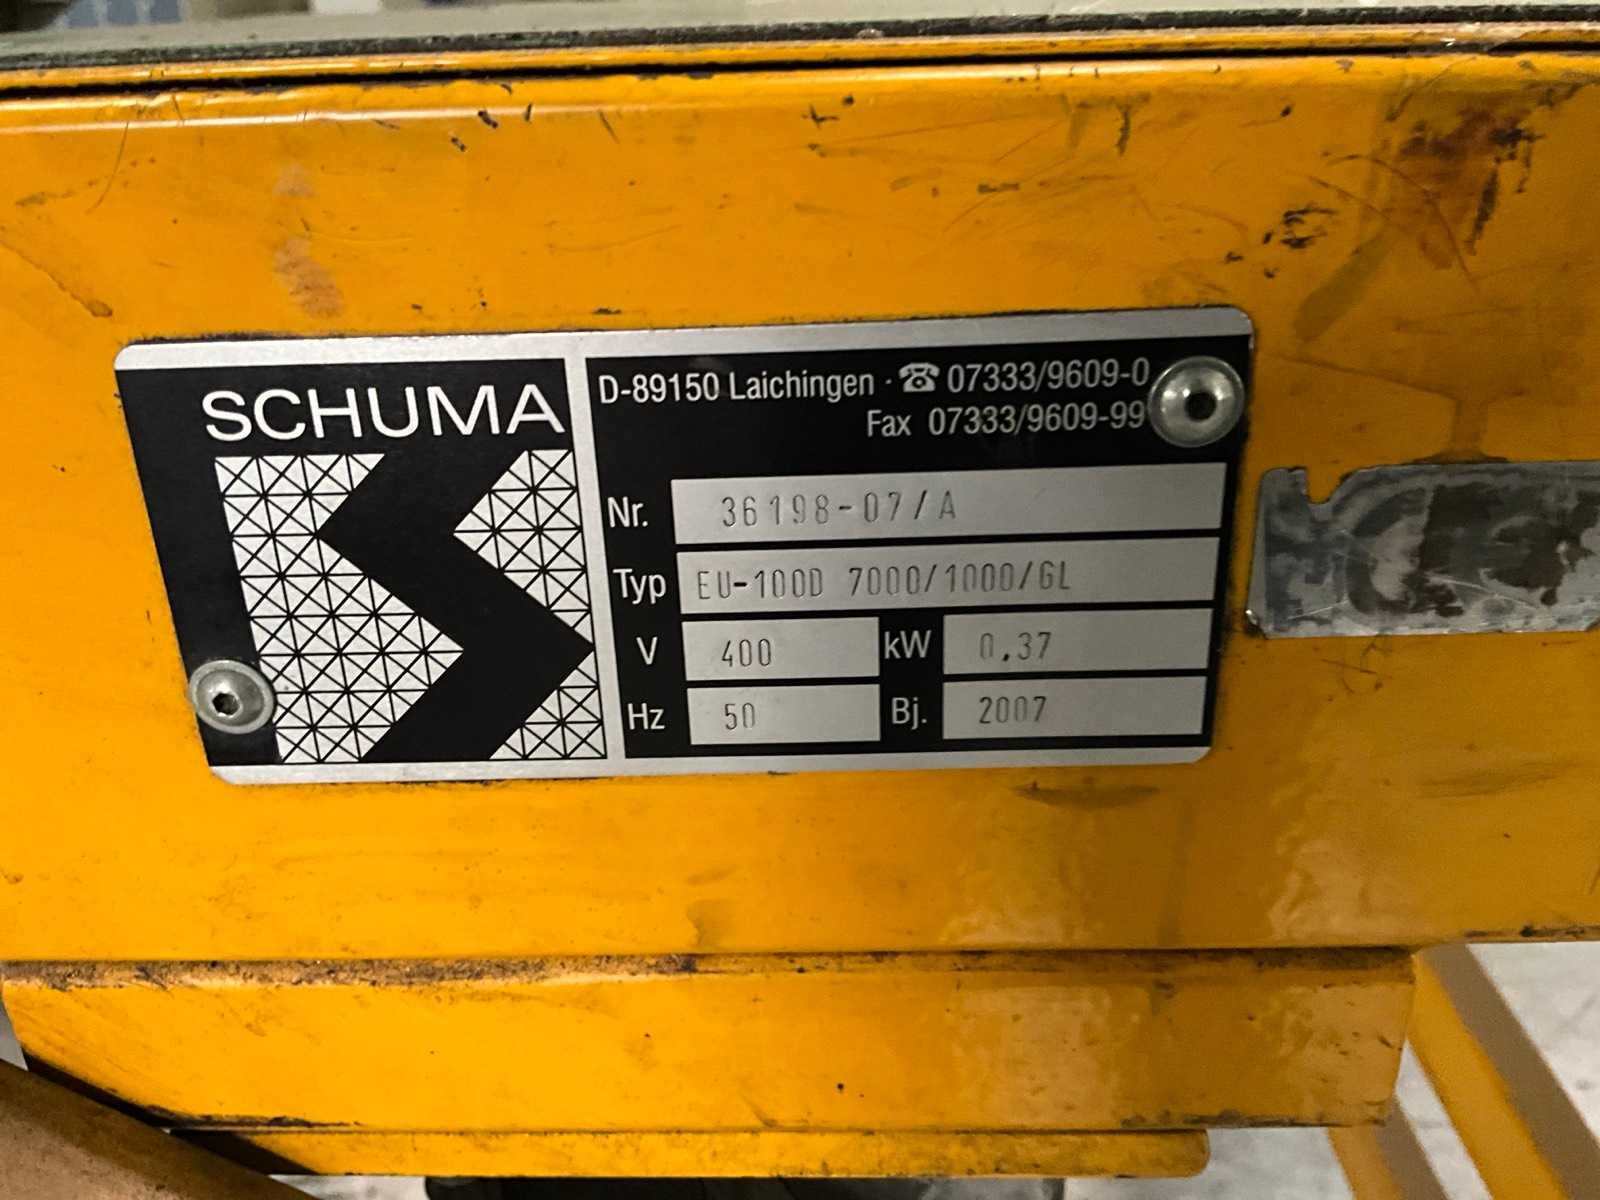 SCHUMA
D-89150 Laichingen · ☎ 07333/9609-0
Fax 07333/9609-99
Nr. 36198-07/A
Typ EU-100D 7000/1000/GL
V 400 kW 0,37
Hz 50 Bj. 2007